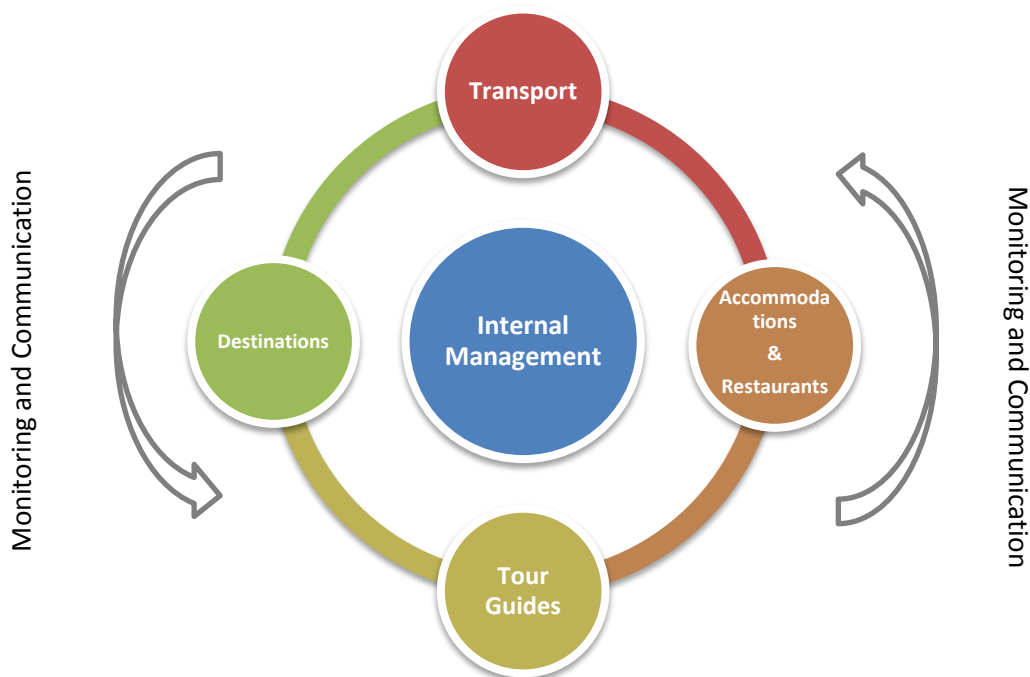 Transport
Monitoring and Communication
Destinations
Internal
Management
Accommoda
tions
&
Restaurants
Monitoring and Communication
Tour
Guides